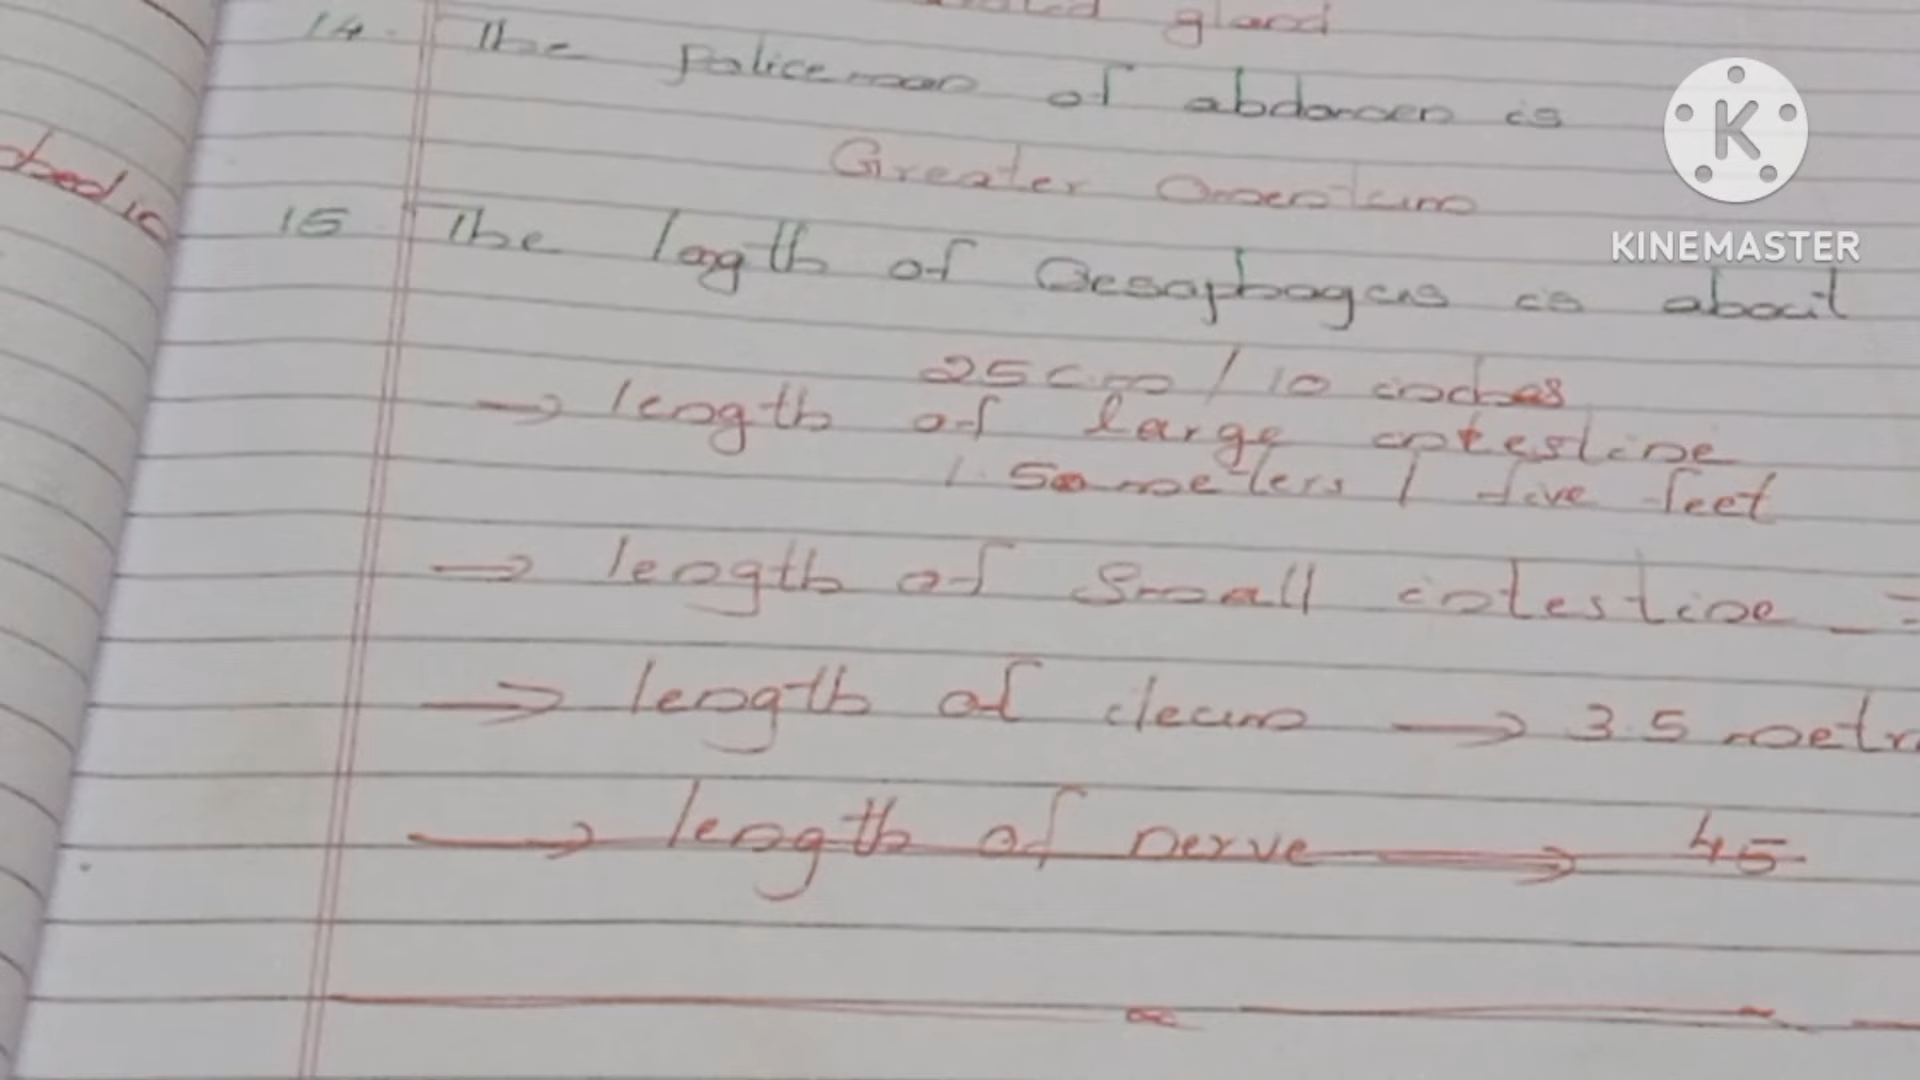 gland
14. The policeman of abdomen is
Greater Omentum
15 The length of Oesophagus is about
25 cm / 10 inches
→ length of large intestine
1.5 meters / five feet
→ length of Small intestine
→ length of ileum → 3.5 metr
→ length of nerve → 45
K
KINEMASTER